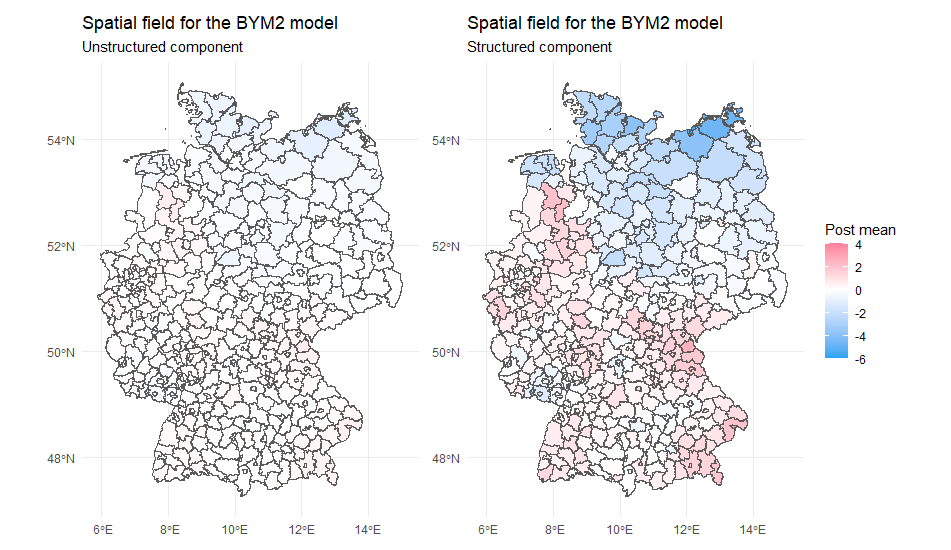 Spatial field for the BYM2 model
Unstructured component
54°N
52°N
50°N
48°N
6°E 8°E 10°E 12°E 14°E
Spatial field for the BYM2 model
Structured component
54°N
52°N
50°N
48°N
6°E 8°E 10°E 12°E 14°E
Post mean
4
2
0
-2
-4
-6